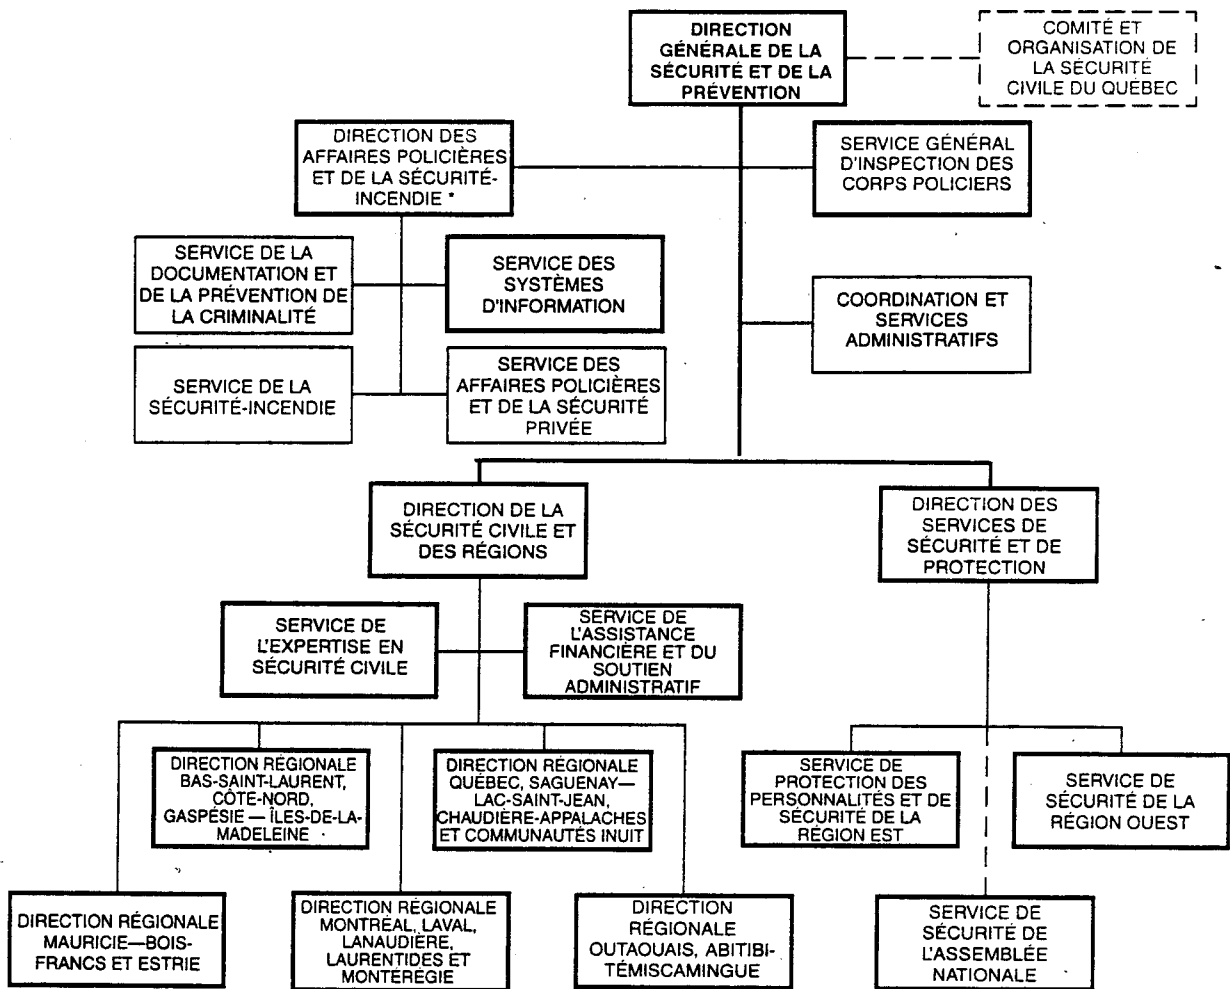 DIRECTION
GÉNÉRALE DE LA
SÉCURITÉ ET DE LA
PRÉVENTION
COMITÉ ET
ORGANISATION DE
LA SÉCURITÉ
CIVILE DU QUÉBEC
DIRECTION DES
AFFAIRES POLICIÈRES
ET DE LA SÉCURITÉ-
INCENDIE *
SERVICE GÉNÉRAL
D'INSPECTION DES
CORPS POLICIERS
SERVICE DE LA
DOCUMENTATION ET
DE LA PRÉVENTION DE
LA CRIMINALITÉ
SERVICE DES
SYSTÈMES
D'INFORMATION
COORDINATION ET
SERVICES
ADMINISTRATIFS
SERVICE DE LA
SÉCURITÉ-INCENDIE
SERVICE DES
AFFAIRES POLICIÈRES
ET DE LA SÉCURITÉ
PRIVÉE
DIRECTION DE LA
SÉCURITÉ CIVILE ET
DES RÉGIONS
DIRECTION DES
SERVICES DE
SÉCURITÉ ET DE
PROTECTION
SERVICE DE
L'EXPERTISE EN
SÉCURITÉ CIVILE
SERVICE DE
L'ASSISTANCE
FINANCIÈRE ET DU
SOUTIEN
ADMINISTRATIF
DIRECTION RÉGIONALE
BAS-SAINT-LAURENT,
CÔTE-NORD,
GASPÉSIE — ÎLES-DE-LA-
MADELEINE
DIRECTION RÉGIONALE
QUÉBEC, SAGUENAY—
LAC-SAINT-JEAN,
CHAUDIÈRE-APPALACHES
ET COMMUNAUTÉS INUIT
SERVICE DE
PROTECTION DES
PERSONNALITÉS ET DE
SÉCURITÉ DE LA
RÉGION EST
SERVICE DE
SÉCURITÉ DE LA
RÉGION OUEST
DIRECTION RÉGIONALE
MAURICIE—BOIS-
FRANCS ET ESTRIE
DIRECTION RÉGIONALE
MONTRÉAL, LAVAL,
LANAUDIÈRE,
LAURENTIDES ET
MONTÉRÉGIE
DIRECTION
RÉGIONALE
OUTAOUAIS, ABITIBI-
TÉMISCAMINGUE
SERVICE DE
SÉCURITÉ DE
L'ASSEMBLÉE
NATIONALE